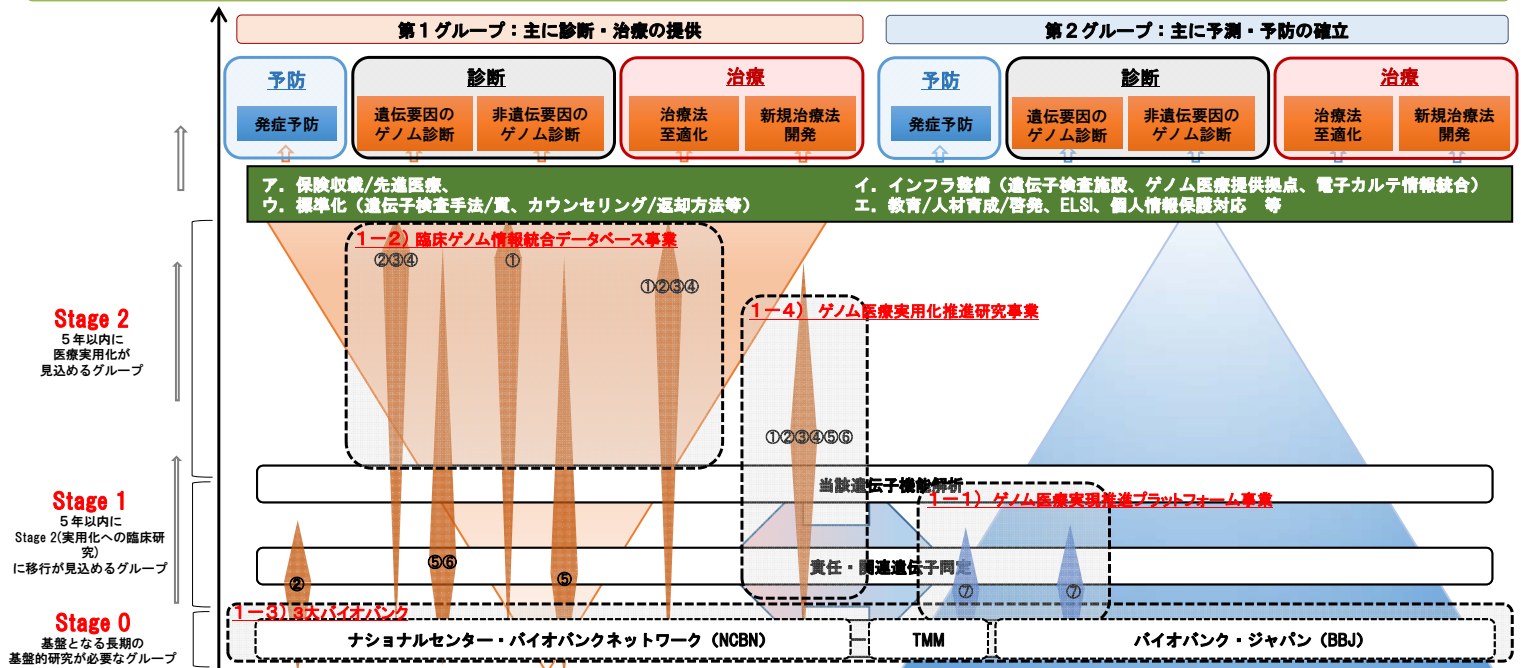 第1グループ：主に診断・治療の提供
第2グループ：主に予測・予防の確立
予防
診断
治療
予防
診断
治療
発症予防
遺伝要因の
ゲノム診断
非遺伝要因の
ゲノム診断
治療法
至適化
新規治療法
開発
発症予防
遺伝要因の
ゲノム診断
非遺伝要因の
ゲノム診断
治療法
至適化
新規治療法
開発
ア．保険収載/先進医療、
イ．インフラ整備（遺伝子検査施設、ゲノム医療提供拠点、電子カルテ情報統合）
ウ．標準化（遺伝子検査手法/質、カウンセリング/返却方法等）
エ．教育/人材育成/啓発、ELSI、個人情報保護対応　等
1－2）臨床ゲノム情報統合データベース事業
②③④
①
①②③④
1－4） ゲノム医療実用化推進研究事業
Stage 2
5年以内に
医療実用化が
見込めるグループ
①②③④⑤⑥
当該遺伝子機能解析
1－1） ゲノム医療実現推進プラットフォーム事業
Stage 1
5年以内に
Stage 2(実用化への臨床研
究)
に移行が見込めるグループ
責任・関連遺伝子同定
②
⑤⑥
⑤
⑦
⑦
1－3）3大バイオバンク
Stage 0
基盤となる長期の
基盤的研究が必要なグループ
ナショナルセンター・バイオバンクネットワーク（NCBN）
TMM
バイオバンク・ジャパン（BBJ）